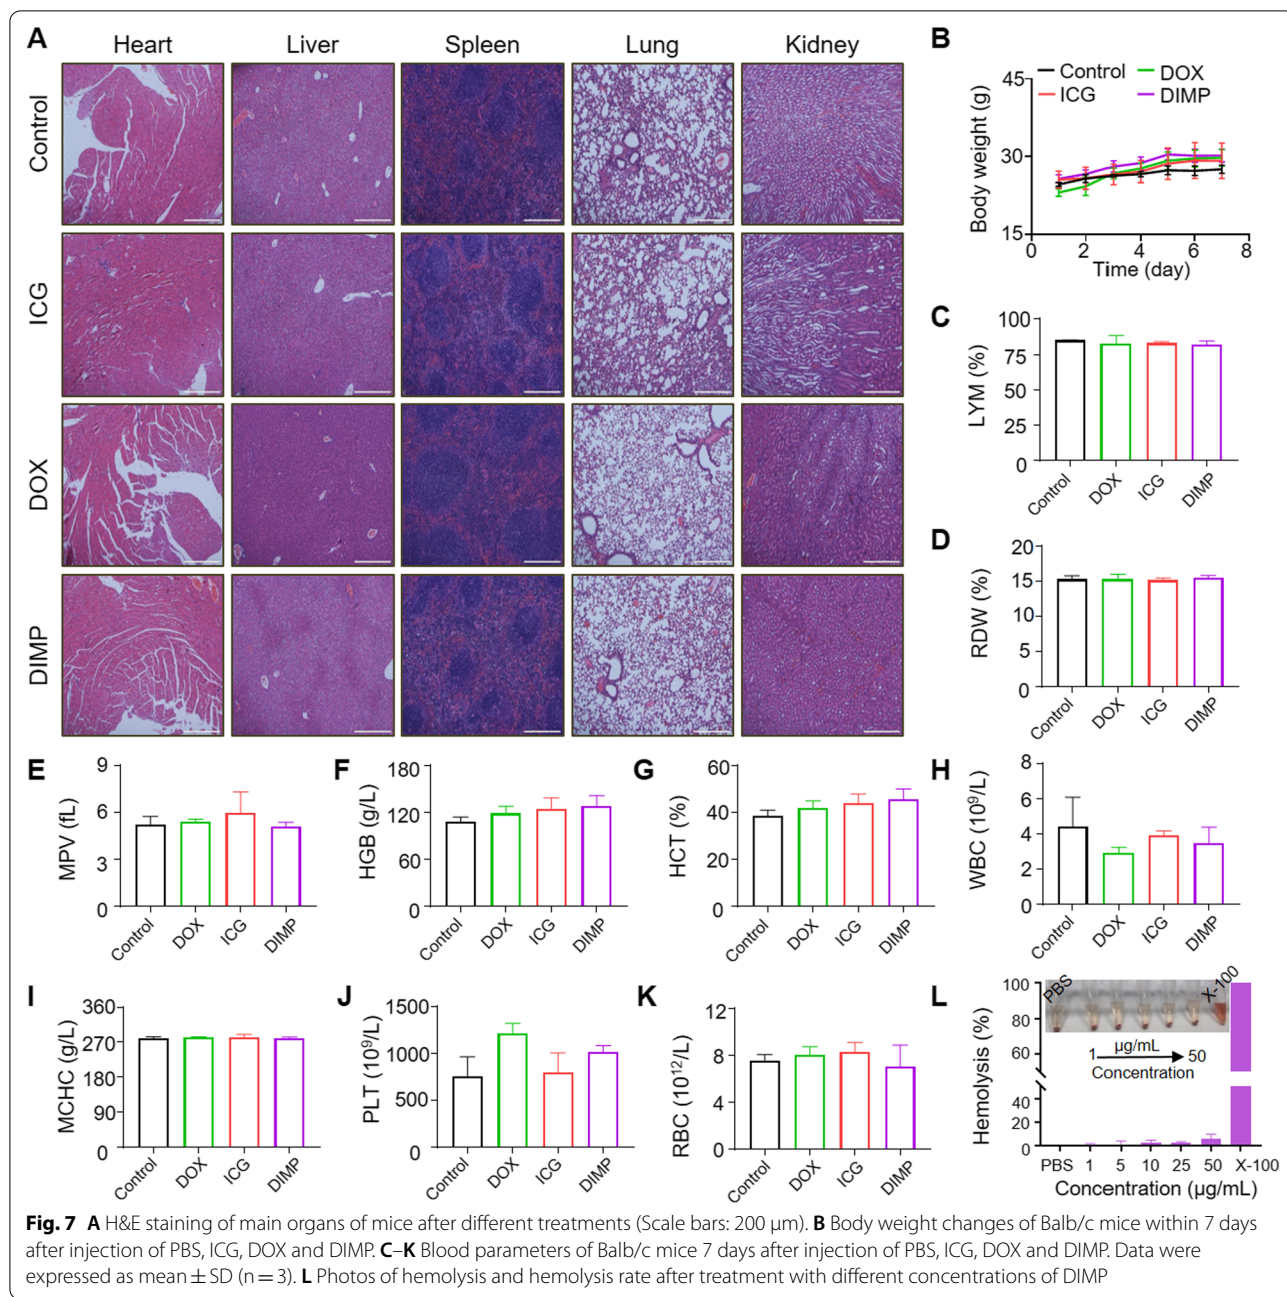 A
Heart Liver Spleen Lung Kidney
Control
ICG
DOX
DIMP
B
Control DOX
ICG DIMP
Body weight (g)
45
30
15
0 2 4 6 8
Time (day)
C
LYM (%)
100
75
50
25
0
Control DOX ICG DIMP
D
RDW (%)
20
15
10
5
0
Control DOX ICG DIMP
E
MPV (fL)
9
6
3
0
Control DOX ICG DIMP
F
HGB (g/L)
180
120
60
0
Control DOX ICG DIMP
G
HCT (%)
60
40
20
0
Control DOX ICG DIMP
H
WBC (10⁹/L)
8
6
4
2
0
Control DOX ICG DIMP
I
MCHC (g/L)
360
270
180
90
0
Control DOX ICG DIMP
J
PLT (10⁹/L)
1500
1000
500
0
Control DOX ICG DIMP
K
RBC (10¹²/L)
12
8
4
0
Control DOX ICG DIMP
L
Hemolysis (%)
100
80
60
40
20
0
PBS X-100
µg/mL
1 50
Concentration
PBS 1 5 10 25 50 X-100
Concentration (µg/mL)
Fig. 7 A H&E staining of main organs of mice after different treatments (Scale bars: 200 µm). B Body weight changes of Balb/c mice within 7 days
after injection of PBS, ICG, DOX and DIMP. C–K Blood parameters of Balb/c mice 7 days after injection of PBS, ICG, DOX and DIMP. Data were
expressed as mean ± SD (n = 3). L Photos of hemolysis and hemolysis rate after treatment with different concentrations of DIMP